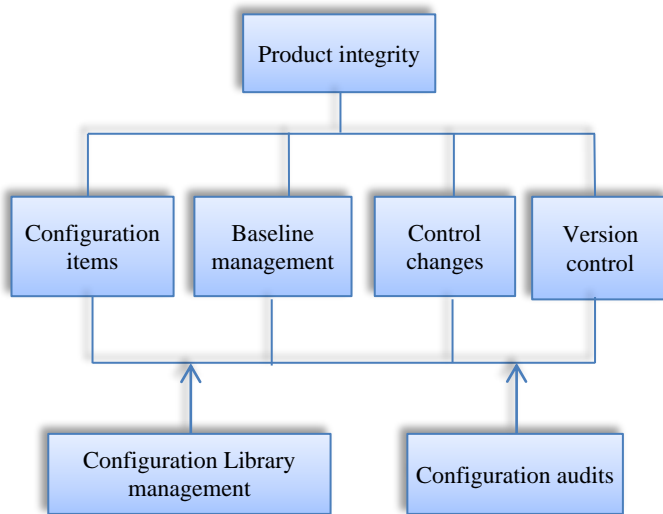 Product integrity
Configuration
items
Baseline
management
Control
changes
Version
control
Configuration Library
management
Configuration audits